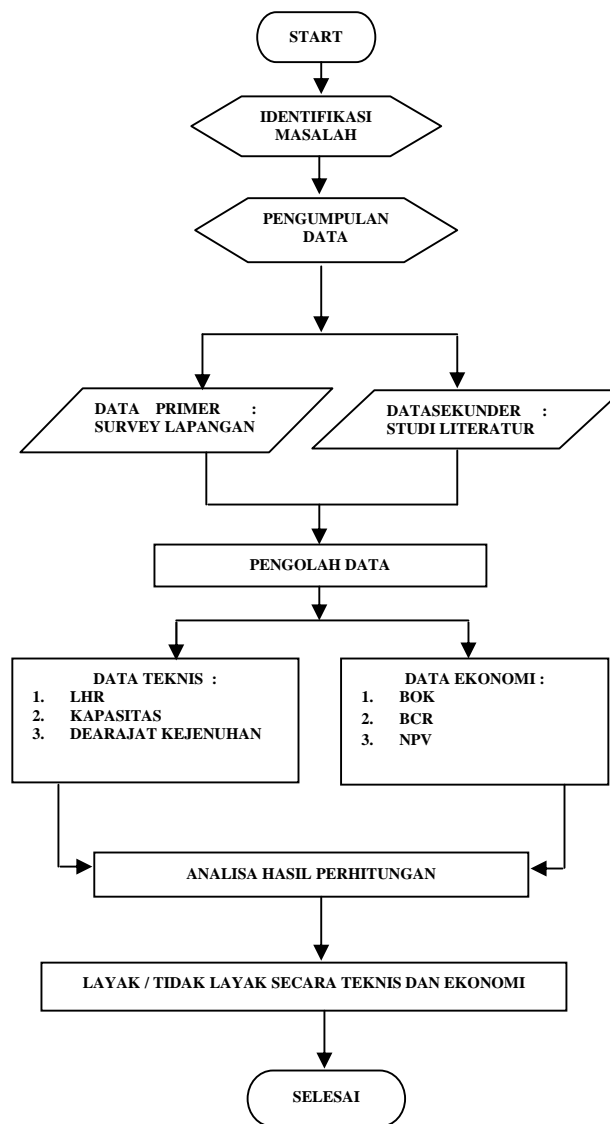 START
IDENTIFIKASI
MASALAH
PENGUMPULAN
DATA
DATA PRIMER :
SURVEY LAPANGAN
DATASEKUNDER :
STUDI LITERATUR
PENGOLAH DATA
DATA TEKNIS :
1. LHR
2. KAPASITAS
3. DEARAJAT KEJENUHAN
DATA EKONOMI :
1. BOK
2. BCR
3. NPV
ANALISA HASIL PERHITUNGAN
LAYAK / TIDAK LAYAK SECARA TEKNIS DAN EKONOMI
SELESAI